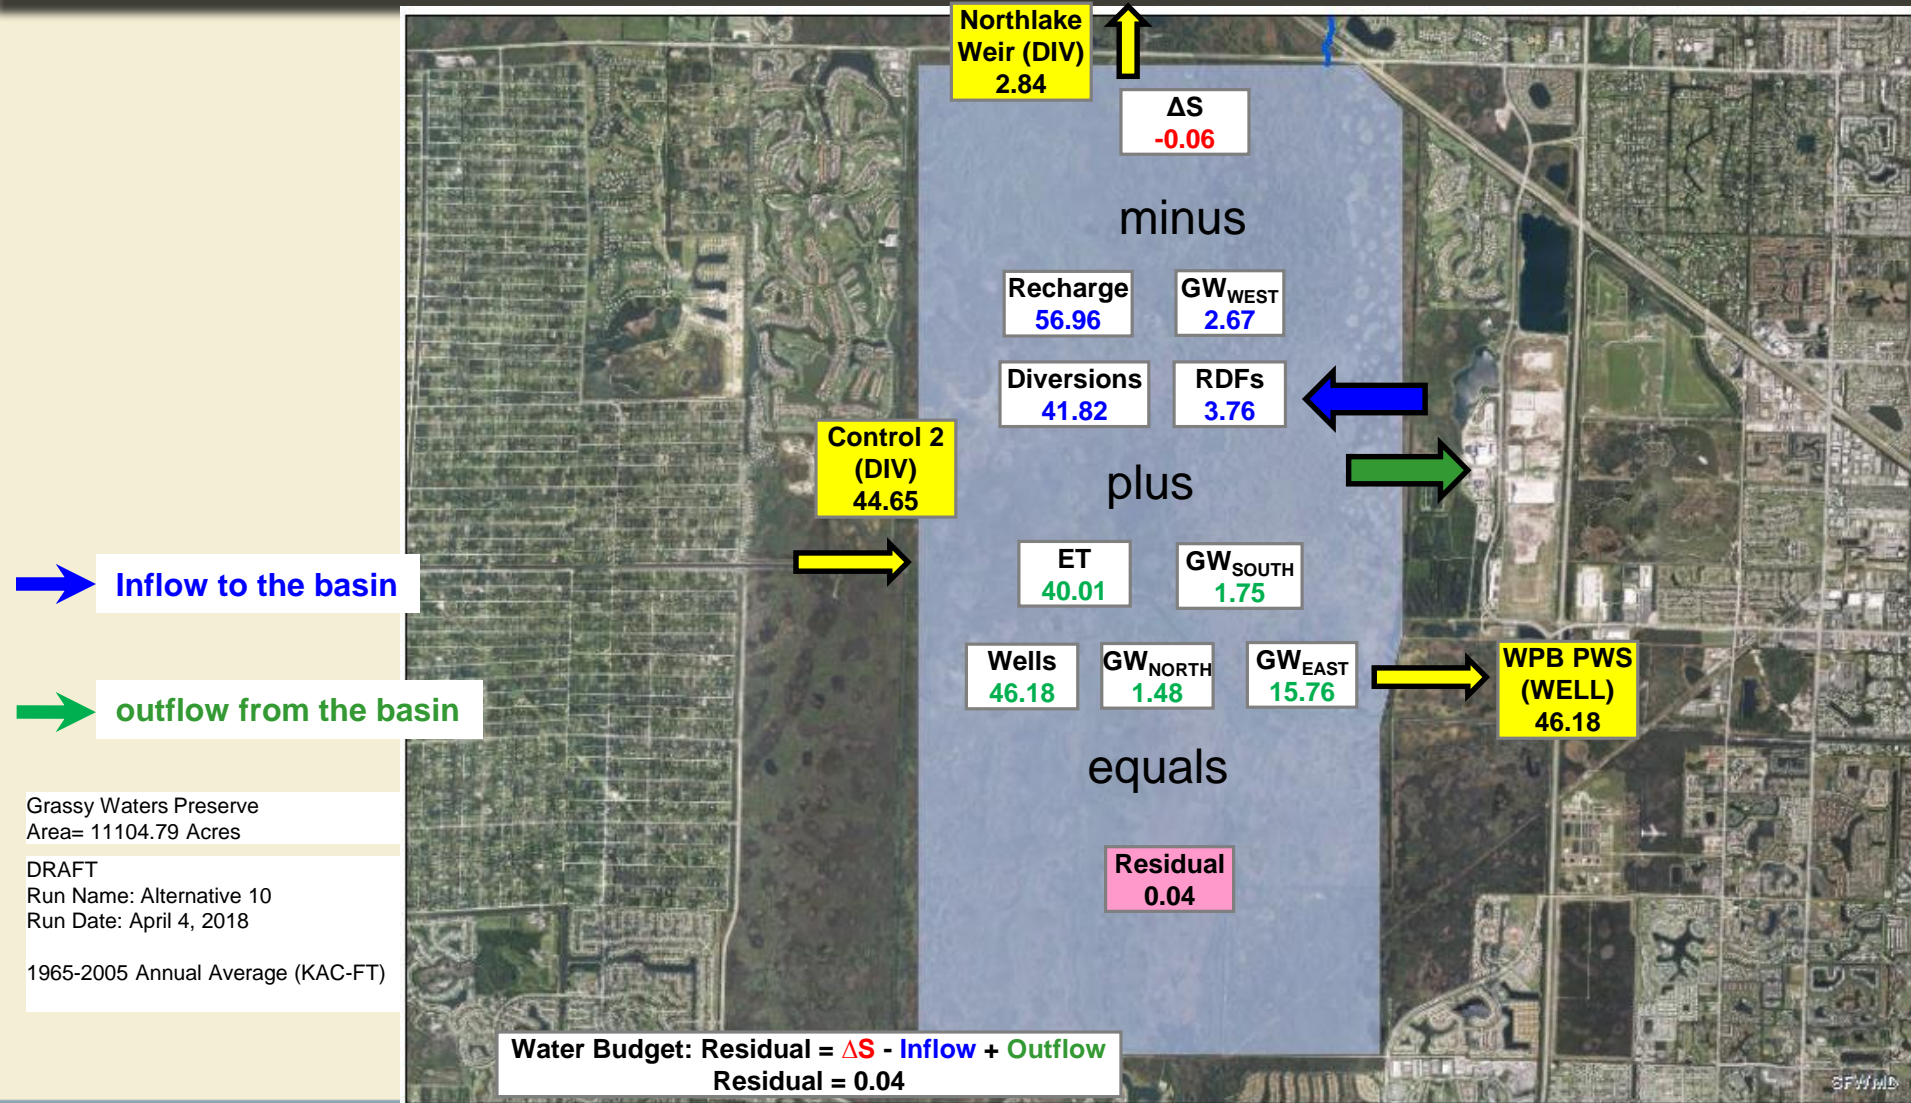 Northlake
Weir (DIV)
2.84
ΔS
-0.06
minus
Recharge
56.96
GWWEST
2.67
Diversions
41.82
RDFs
3.76
Control 2
(DIV)
44.65
plus
ET
40.01
GWSOUTH
1.75
Inflow to the basin
Wells
46.18
GWNORTH
1.48
GWEAST
15.76
WPB PWS
(WELL)
46.18
outflow from the basin
equals
Grassy Waters Preserve
Area= 11104.79 Acres
DRAFT
Run Name: Alternative 10
Run Date: April 4, 2018
1965-2005 Annual Average (KAC-FT)
Residual
0.04
Water Budget: Residual = ΔS - Inflow + Outflow
Residual = 0.04
SFWMD